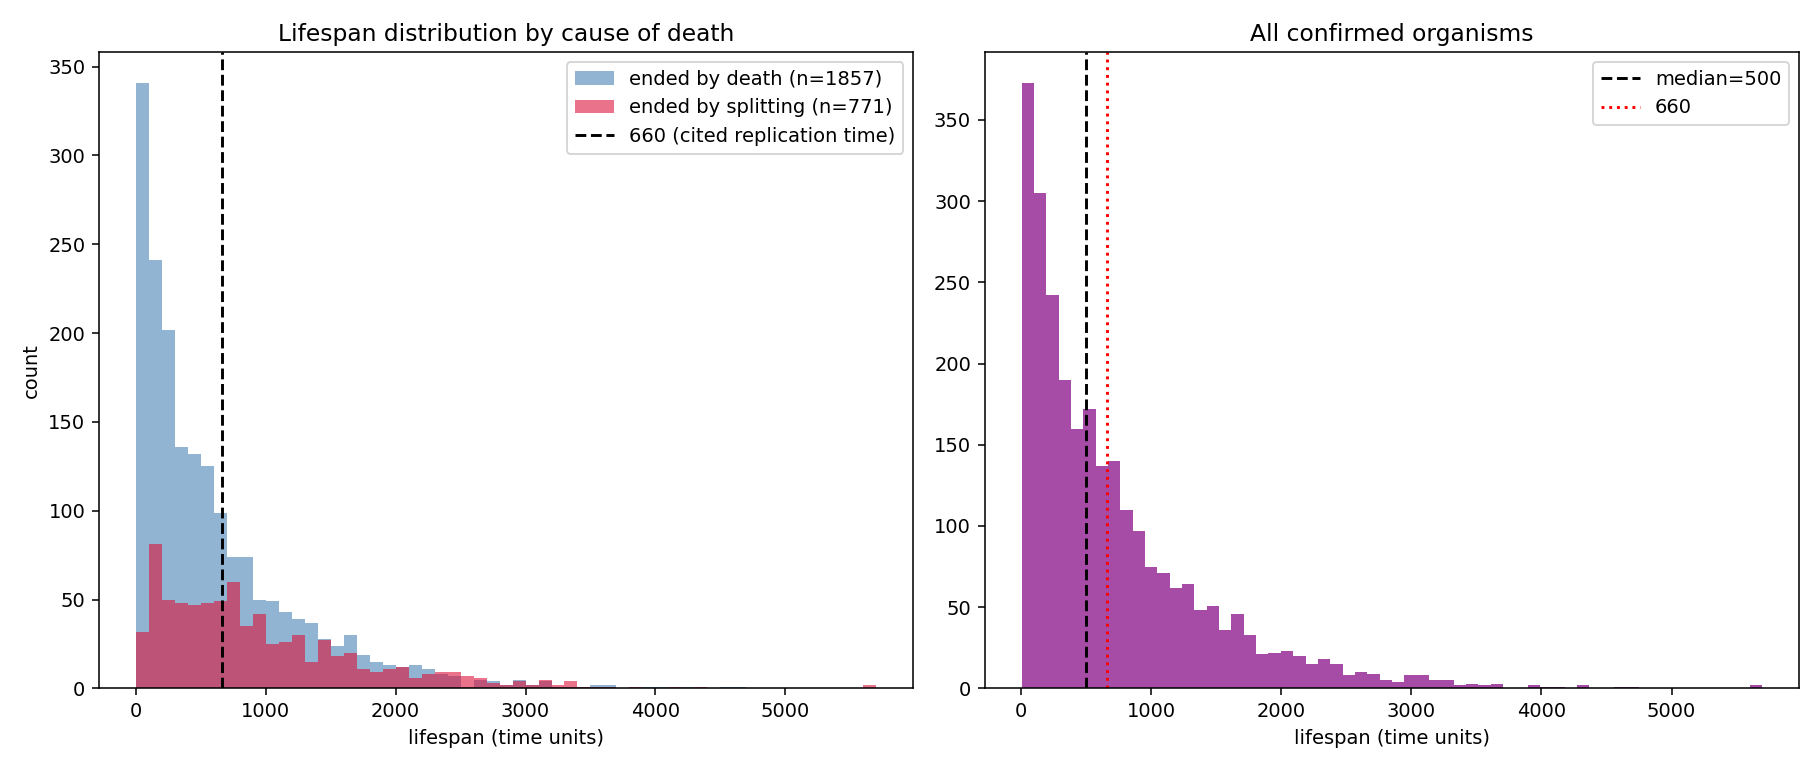 Lifespan distribution by cause of death
350
300
250
200
150
100
50
0
count
0 1000 2000 3000 4000 5000
lifespan (time units)
ended by death (n=1857)
ended by splitting (n=771)
660 (cited replication time)
All confirmed organisms
350
300
250
200
150
100
50
0
0 1000 2000 3000 4000 5000
lifespan (time units)
median=500
660